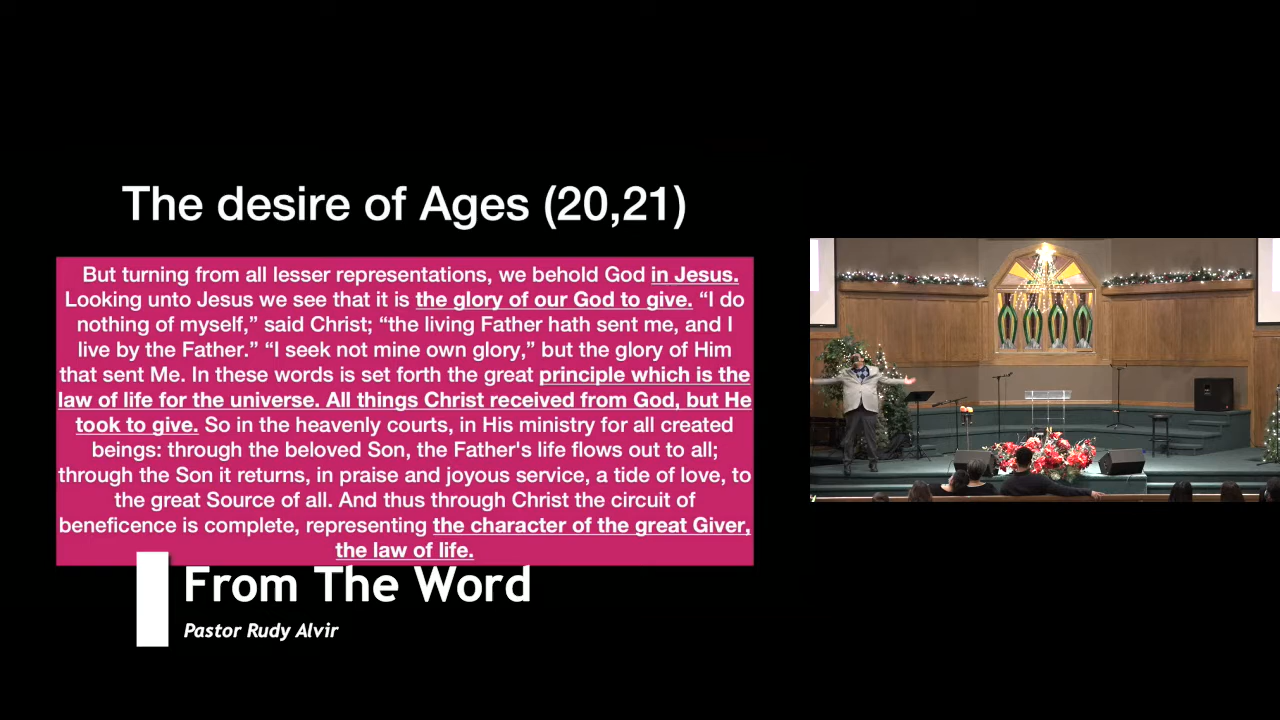 The desire of Ages (20,21)
But turning from all lesser representations, we behold God in Jesus.
Looking unto Jesus we see that it is the glory of our God to give. “I do
nothing of myself,” said Christ; “the living Father hath sent me, and I
live by the Father.” “I seek not mine own glory,” but the glory of Him
that sent Me. In these words is set forth the great principle which is the
law of life for the universe. All things Christ received from God, but He
took to give. So in the heavenly courts, in His ministry for all created
beings: through the beloved Son, the Father's life flows out to all;
through the Son it returns, in praise and joyous service, a tide of love, to
the great Source of all. And thus through Christ the circuit of
beneficence is complete, representing the character of the great Giver,
the law of life.
From The Word
Pastor Rudy Alvir